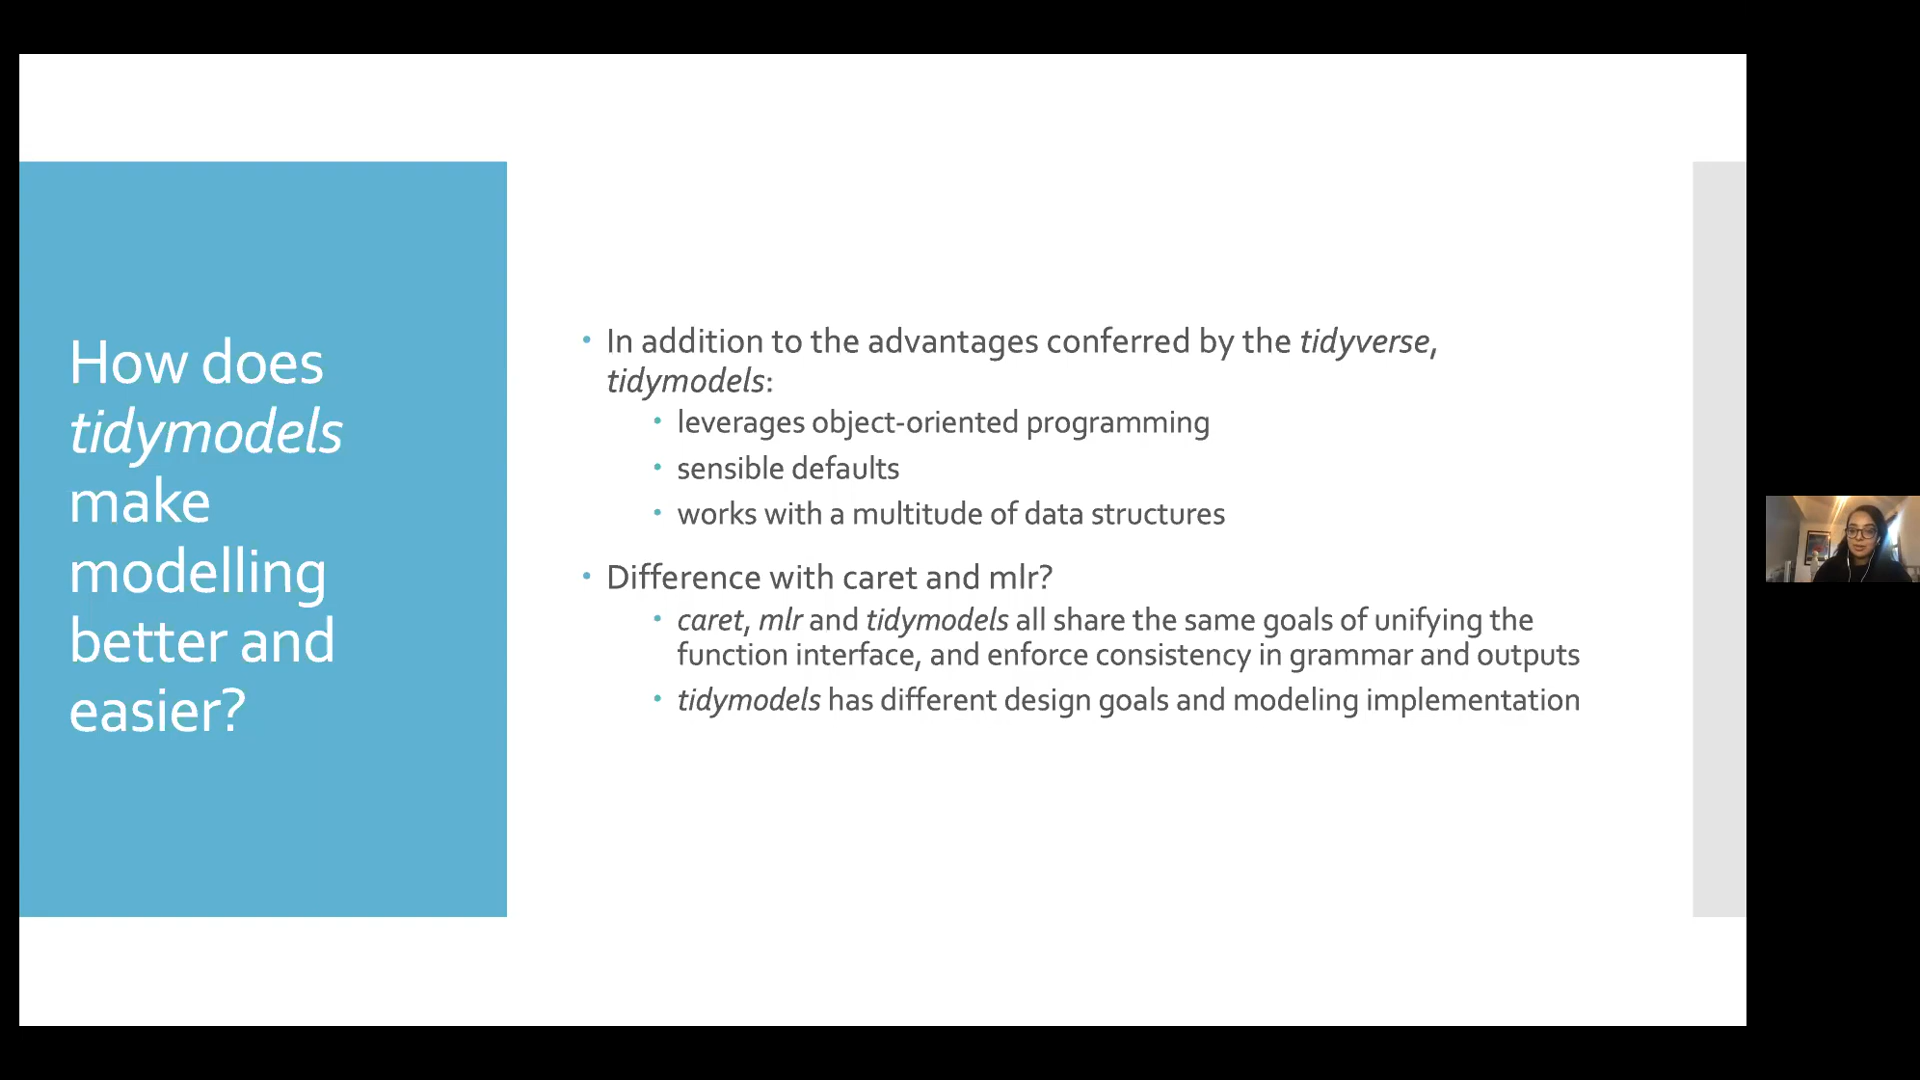 How does
tidymodels
make
modelling
better and
easier?
• In addition to the advantages conferred by the tidyverse,
tidymodels:
• leverages object-oriented programming
• sensible defaults
• works with a multitude of data structures
• Difference with caret and mlr?
• caret, mlr and tidymodels all share the same goals of unifying the
function interface, and enforce consistency in grammar and outputs
• tidymodels has different design goals and modeling implementation